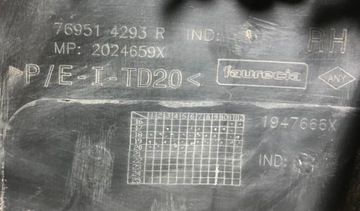 76951 4293 R IND: RH
MP: 2024659X
>P/E-I-TD20< faurecia ANY
1947666X
IND: